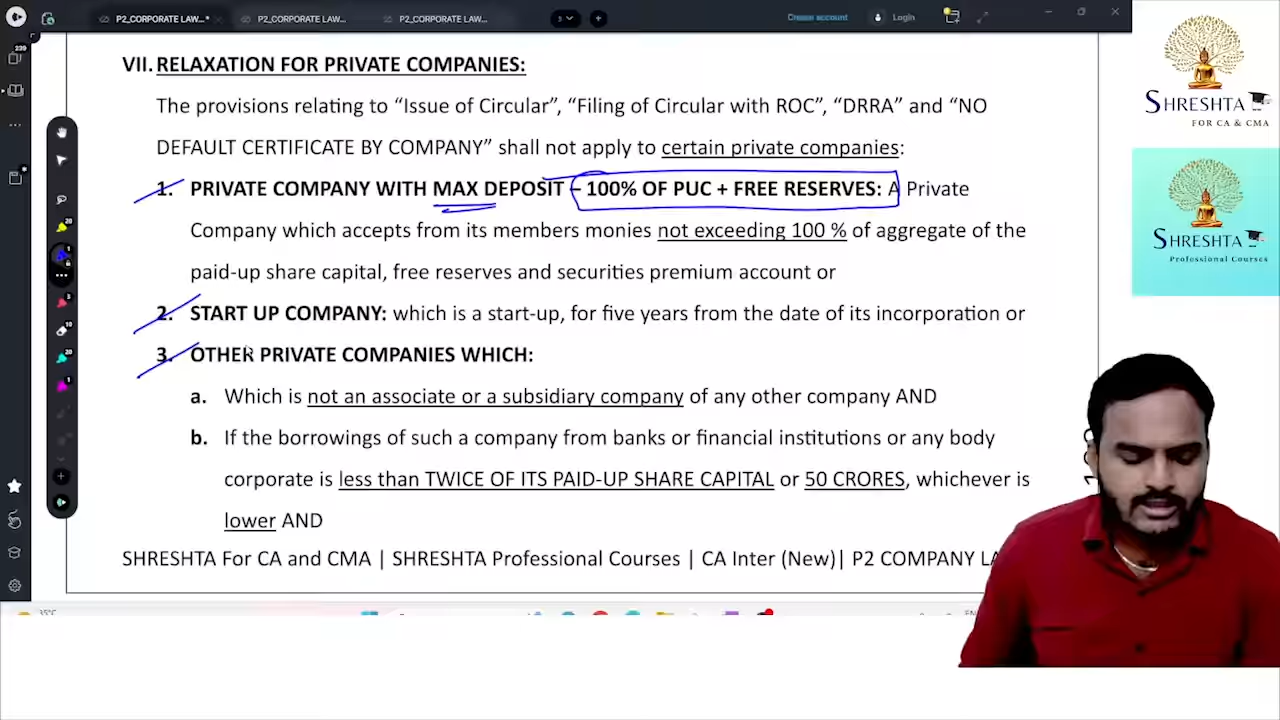 P2_CORPORATE LAW...*
P2_CORPORATE LAW...
P2_CORPORATE LAW...
3
Create account
Login
239
VII. RELAXATION FOR PRIVATE COMPANIES:
The provisions relating to “Issue of Circular”, “Filing of Circular with ROC”, “DRRA” and “NO
DEFAULT CERTIFICATE BY COMPANY” shall not apply to certain private companies:
1. PRIVATE COMPANY WITH MAX DEPOSIT – 100% OF PUC + FREE RESERVES: A Private
Company which accepts from its members monies not exceeding 100 % of aggregate of the
paid-up share capital, free reserves and securities premium account or
2. START UP COMPANY: which is a start-up, for five years from the date of its incorporation or
3. OTHER PRIVATE COMPANIES WHICH:
a. Which is not an associate or a subsidiary company of any other company AND
b. If the borrowings of such a company from banks or financial institutions or any body
corporate is less than TWICE OF ITS PAID-UP SHARE CAPITAL or 50 CRORES, whichever is
lower AND
SHRESHTA For CA and CMA | SHRESHTA Professional Courses | CA Inter (New)| P2 COMPANY
SHRESHTA
FOR CA & CMA
SHRESHTA
Professional Courses